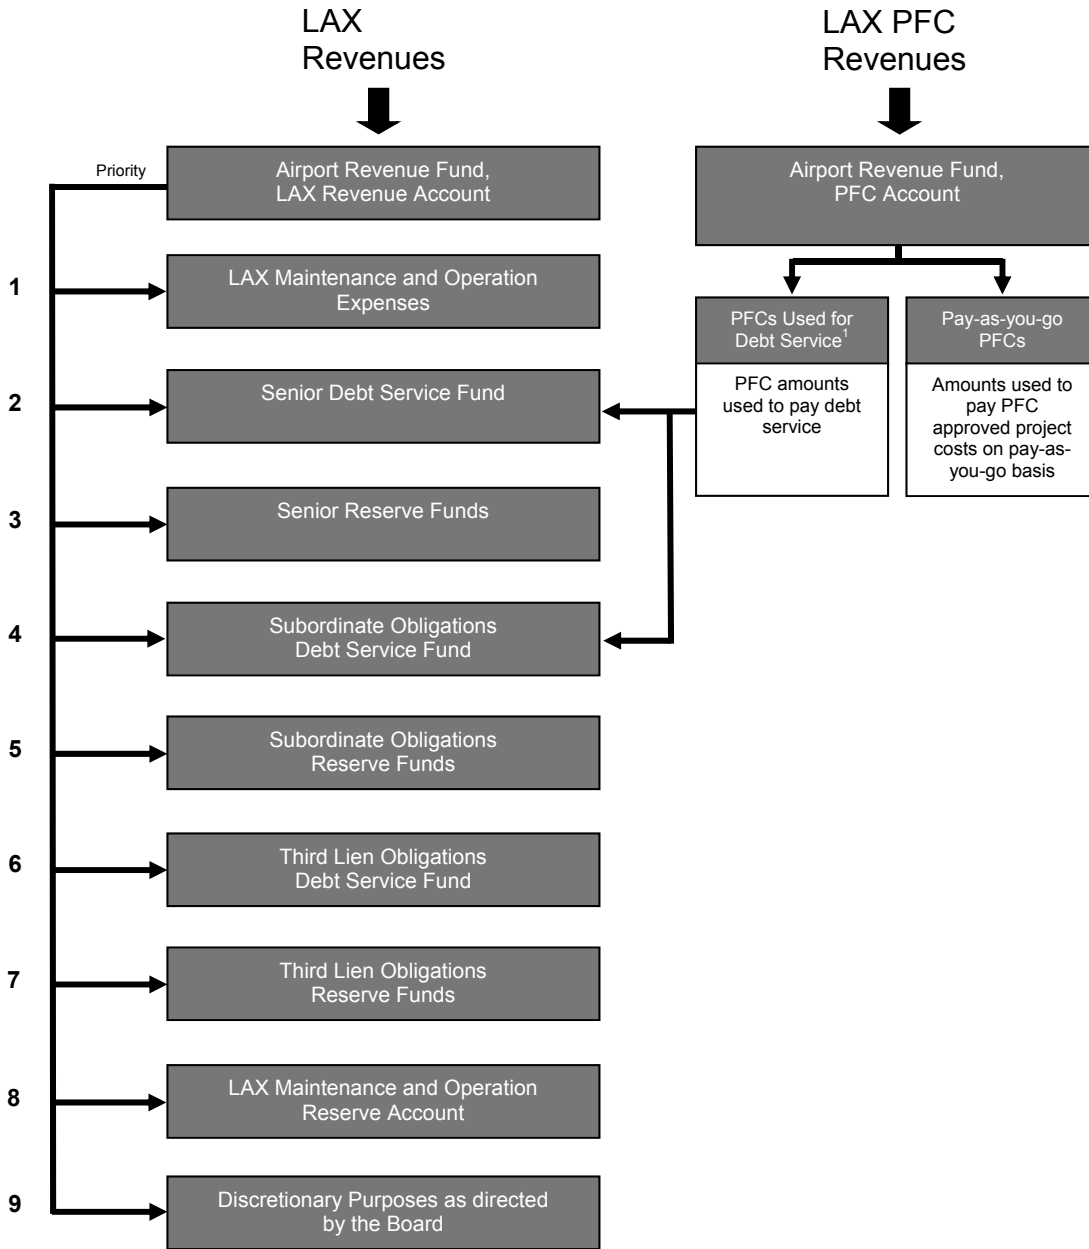 LAX
Revenues
LAX PFC
Revenues
Priority
Airport Revenue Fund,
LAX Revenue Account
Airport Revenue Fund,
PFC Account
1
LAX Maintenance and Operation
Expenses
PFCs Used for
Debt Service1
PFC amounts
used to pay debt
service
Pay-as-you-go
PFCs
Amounts used to
pay PFC
approved project
costs on pay-as-
you-go basis
2
Senior Debt Service Fund
3
Senior Reserve Funds
4
Subordinate Obligations
Debt Service Fund
5
Subordinate Obligations
Reserve Funds
6
Third Lien Obligations
Debt Service Fund
7
Third Lien Obligations
Reserve Funds
8
LAX Maintenance and Operation
Reserve Account
9
Discretionary Purposes as directed
by the Board